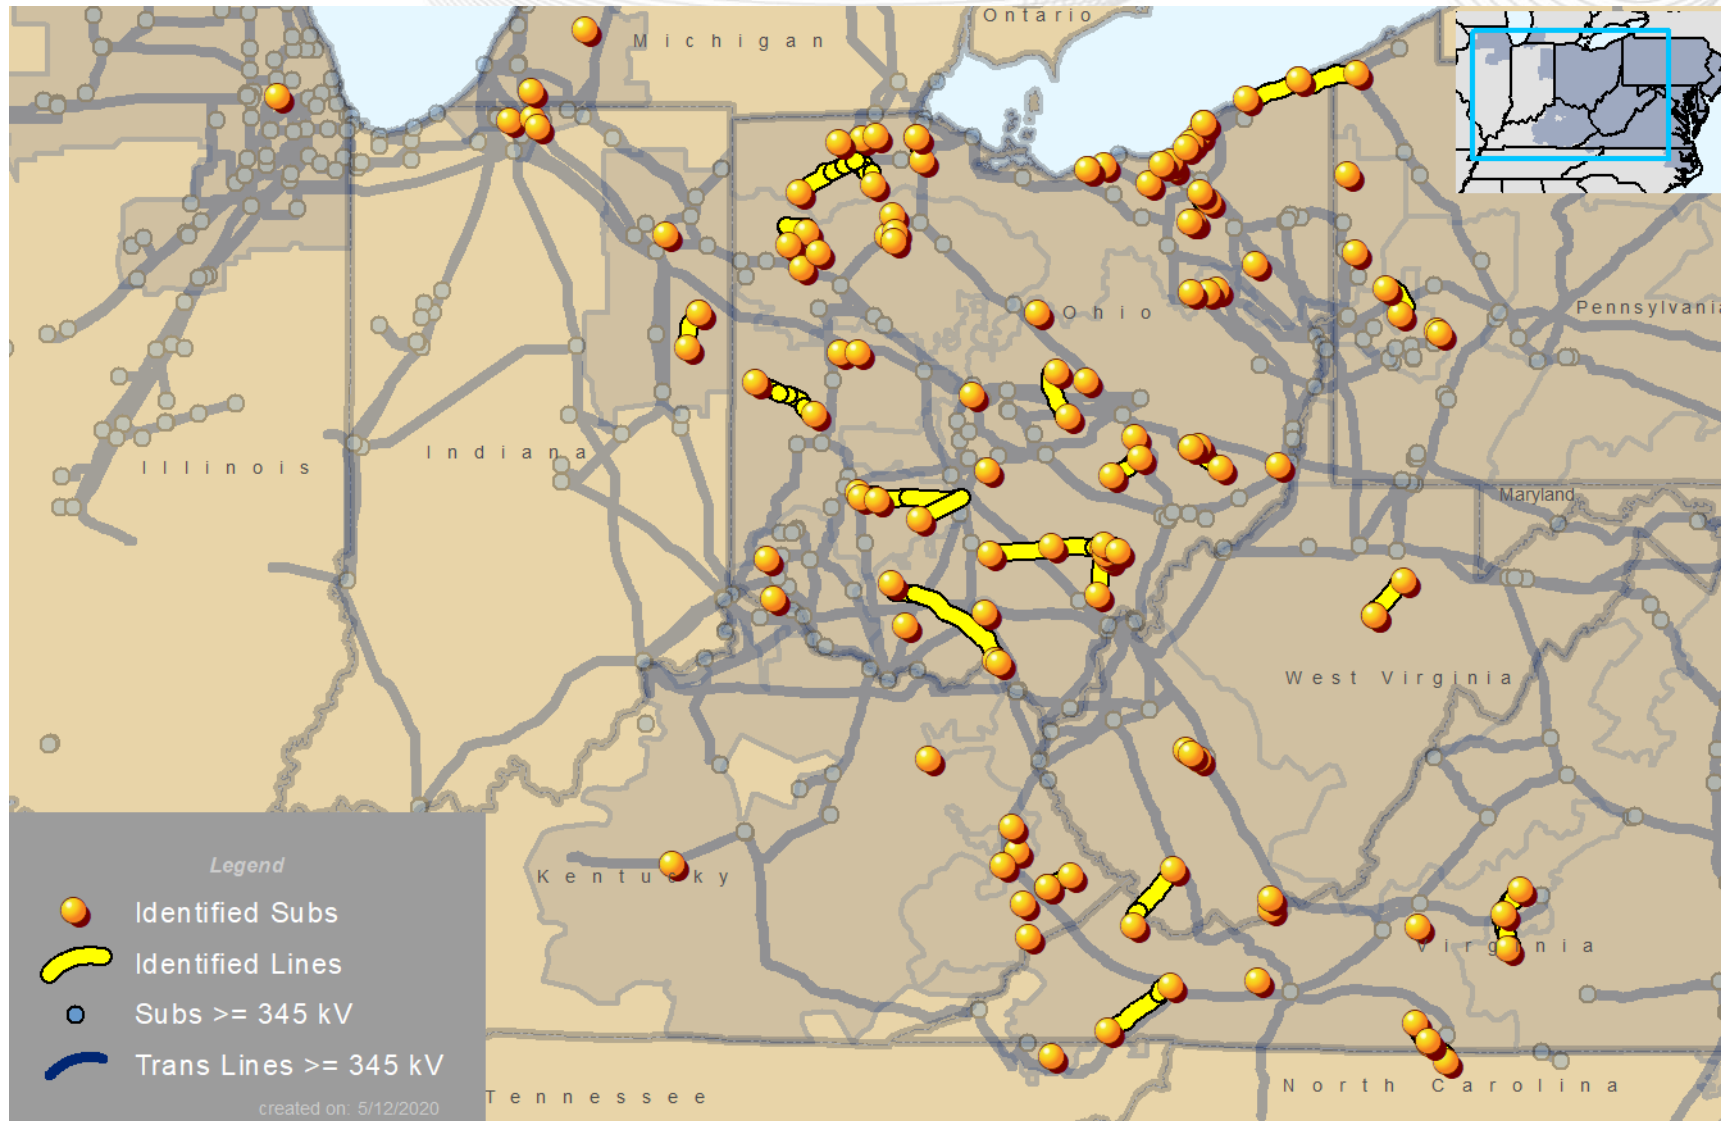 Ontario
Michigan
Ohio
Pennsylvania
Illinois
Indiana
Maryland
West Virginia
Kentucky
Virginia
North Carolina
Tennessee
Legend
Identified Subs
Identified Lines
Subs >= 345 kV
Trans Lines >= 345 kV
created on: 5/12/2020